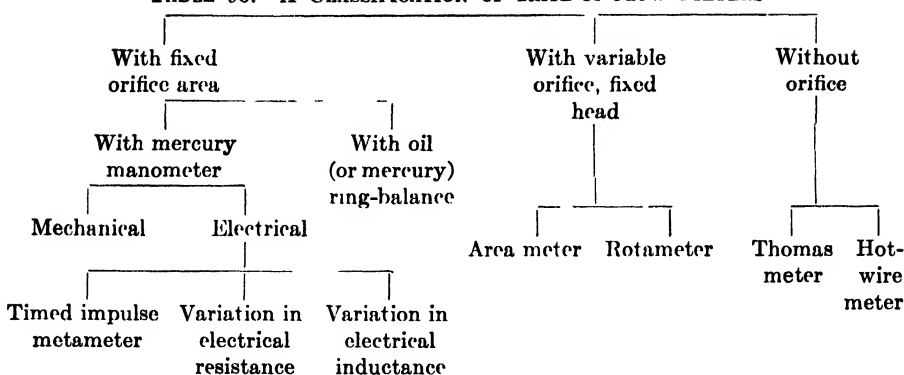 With fixed
orifice area
With variable
orifice, fixed
head
Without
orifice
With mercury
manometer
With oil
(or mercury)
ring-balance
Mechanical
Electrical
Area meter
Rotameter
Thomas
meter
Hot-
wire
meter
Timed impulse
metameter
Variation in
electrical
resistance
Variation in
electrical
inductance